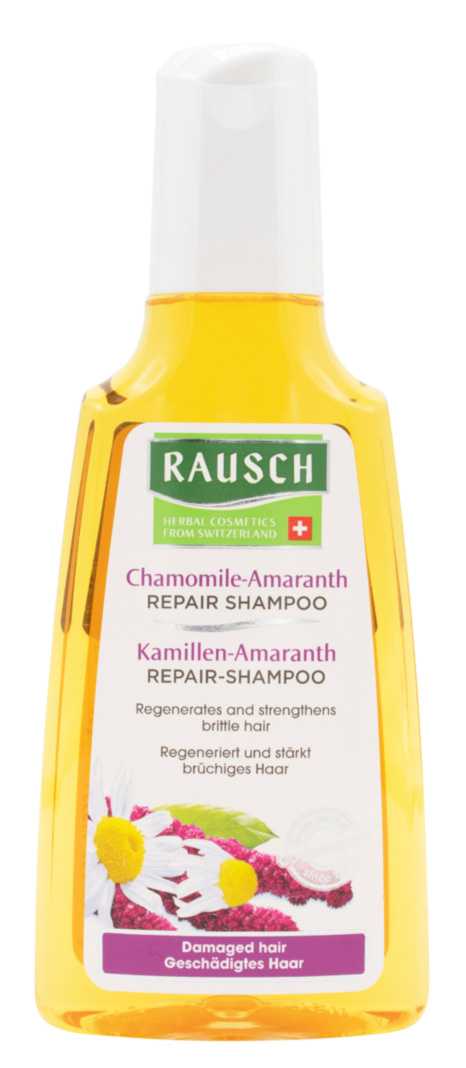 RAUSCH
HERBAL COSMETICS
FROM SWITZERLAND
Chamomile-Amaranth
REPAIR SHAMPOO
Kamillen-Amaranth
REPAIR-SHAMPOO
Regenerates and strengthens
brittle hair
Regeneriert und stärkt
brüchiges Haar
Damaged hair
Geschädigtes Haar